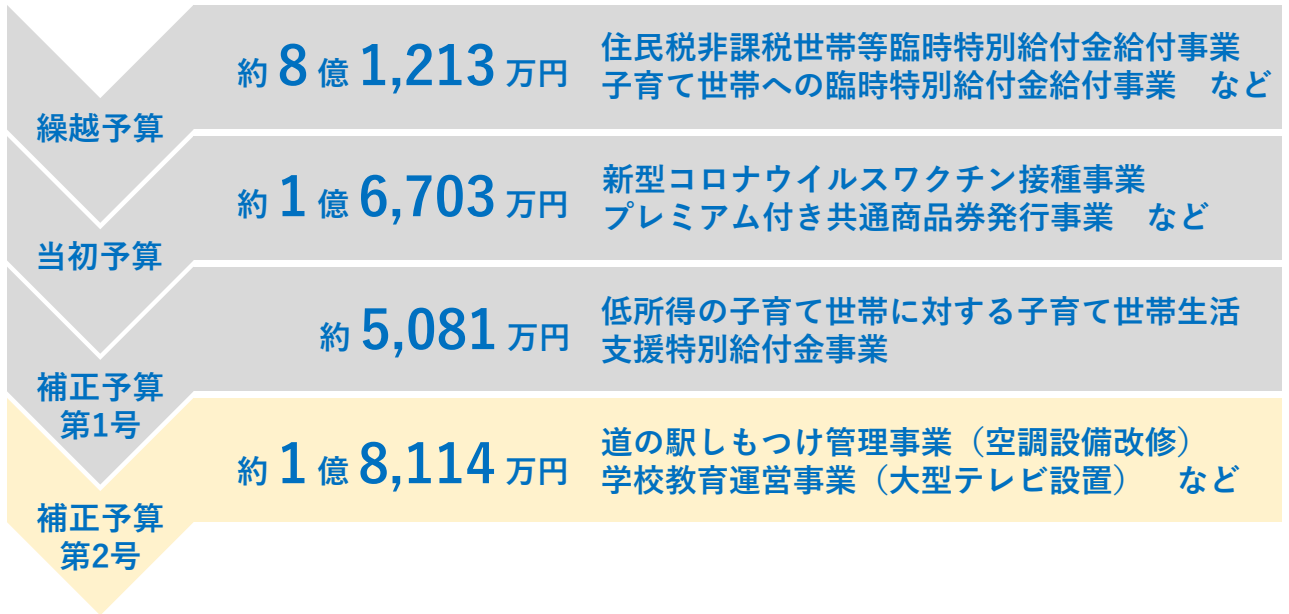 繰越予算
約 8 億 1,213 万円
住民税非課税世帯等臨時特別給付金給付事業
子育て世帯への臨時特別給付金給付事業　など
当初予算
約 1 億 6,703 万円
新型コロナウイルスワクチン接種事業
プレミアム付き共通商品券発行事業　など
補正予算
第1号
約 5,081 万円
低所得の子育て世帯に対する子育て世帯生活
支援特別給付金事業
補正予算
第2号
約 1 億 8,114 万円
道の駅しもつけ管理事業（空調設備改修）
学校教育運営事業（大型テレビ設置）　など